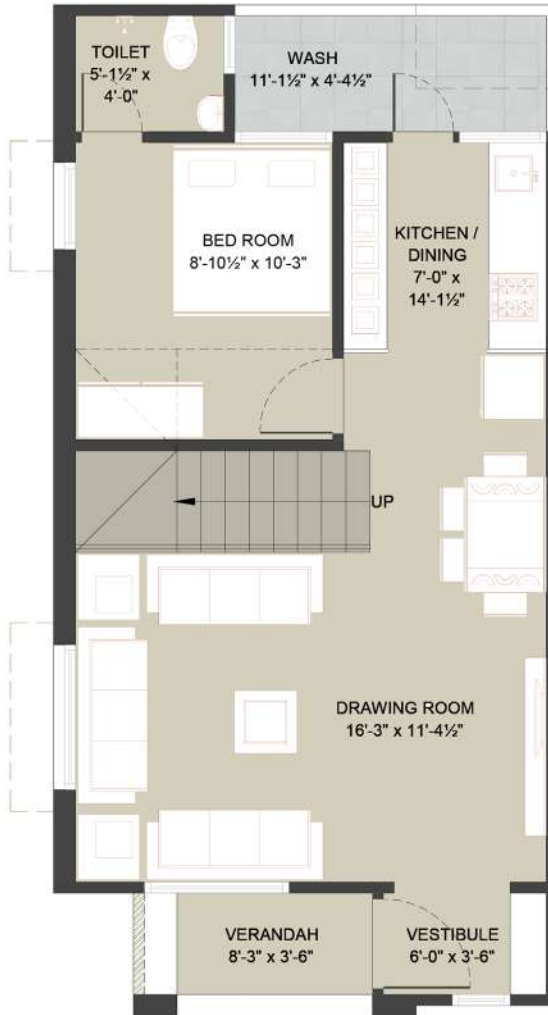 TOILET
5'-1½" x
4'-0"
WASH
11'-1½" x 4'-4½"
BED ROOM
8'-10½" x 10'-3"
KITCHEN /
DINING
7'-0" x
14'-1½"
UP
DRAWING ROOM
16'-3" x 11'-4½"
VERANDAH
8'-3" x 3'-6"
VESTIBULE
6'-0" x 3'-6"